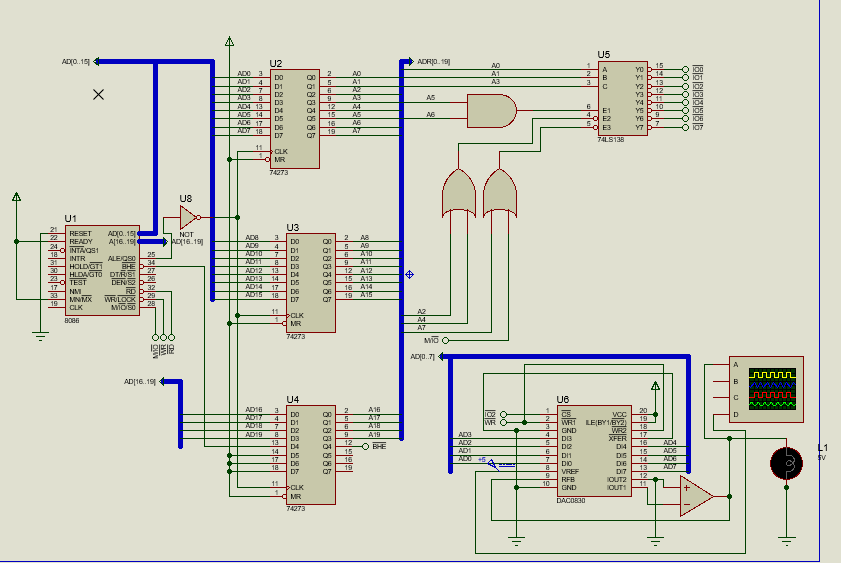 AD[0..15]
ADR[0..19]
U2
AD0 3 D0 Q0 2 A0
AD1 4 D1 Q1 5 A1
AD2 7 D2 Q2 6 A2
AD3 8 D3 Q3 9 A3
AD4 13 D4 Q4 12 A4
AD5 14 D5 Q5 15 A5
AD6 17 D6 Q6 16 A6
AD7 18 D7 Q7 19 A7
11 CLK
1 MR
74273
U5
A0 1 A Y0 15 IO0
A1 2 B Y1 14 IO1
A3 3 C Y2 13 IO2
Y3 12 IO3
Y4 11 IO4
6 E1 Y5 10 IO5
4 E2 Y6 9 IO6
5 E3 Y7 7 IO7
74LS138
A5
A6
U8
NOT
U1
21 RESET AD[0..15]
22 READY A[16..19]
AD[16..19]
24 INTA/QS1
18 INTR ALE/QS0 25
31 HOLD/GT1 BHE 34
30 HLDA/GT0 DT/R/S1 27
23 TEST DEN/S2 26
17 NMI RD 32
33 MN/MX WR/LOCK 29
19 CLK M/IO/S0 28
8086
M/IO
WR
RD
U3
AD8 3 D0 Q0 2 A8
AD9 4 D1 Q1 5 A9
AD10 7 D2 Q2 6 A10
AD11 8 D3 Q3 9 A11
AD12 13 D4 Q4 12 A12
AD13 14 D5 Q5 15 A13
AD14 17 D6 Q6 16 A14
AD15 18 D7 Q7 19 A15
11 CLK
1 MR
74273
A2
A4
A7
M/IO
AD[16..19]
U4
AD16 3 D0 Q0 2 A16
AD17 4 D1 Q1 5 A17
AD18 7 D2 Q2 6 A18
AD19 8 D3 Q3 9 A19
13 D4 Q4 12 BHE
14 D5 Q5 15
17 D6 Q6 16
18 D7 Q7 19
11 CLK
1 MR
74273
AD[0..7]
U6
IO2 1 CS VCC 20
WR 2 WR1 ILE(BY1/BY2) 19
3 GND WR2 18
AD3 4 DI3 XFER 17
AD2 5 DI2 DI4 16 AD4
AD1 6 DI1 DI5 15 AD5
AD0 7 DI0 DI6 14 AD6
+5 8 VREF DI7 13 AD7
9 RFB IOUT2 12
10 GND IOUT1 11
DAC0830
A
B
C
D
L1
5V